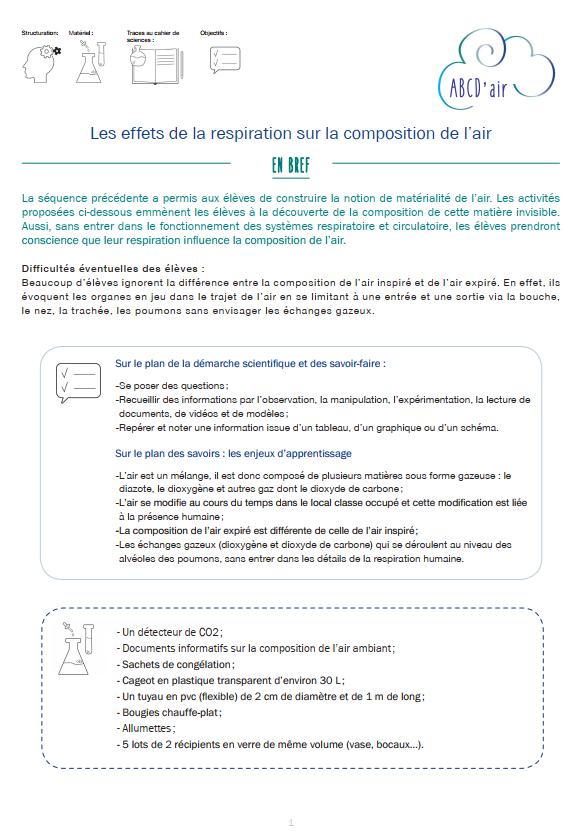 Structuration:
Matériel :
Traces au cahier de
sciences :
Objectifs :
ABCD'air
Les effets de la respiration sur la composition de l'air
EN BREF
La séquence précédente a permis aux élèves de construire la notion de matérialité de l'air. Les activités
proposées ci-dessous emmènent les élèves à la découverte de la composition de cette matière invisible.
Aussi, sans entrer dans le fonctionnement des systèmes respiratoire et circulatoire, les élèves prendront
conscience que leur respiration influence la composition de l'air.
Difficultés éventuelles des élèves :
Beaucoup d'élèves ignorent la différence entre la composition de l'air inspiré et de l'air expiré. En effet, ils
évoquent les organes en jeu dans le trajet de l'air en se limitant à une entrée et une sortie via la bouche,
le nez, la trachée, les poumons sans envisager les échanges gazeux.
Sur le plan de la démarche scientifique et des savoir-faire :
-Se poser des questions ;
-Recueillir des informations par l'observation, la manipulation, l'expérimentation, la lecture de
documents, de vidéos et de modèles ;
-Repérer et noter une information issue d'un tableau, d'un graphique ou d'un schéma.
Sur le plan des savoirs : les enjeux d'apprentissage
-L'air est un mélange, il est donc composé de plusieurs matières sous forme gazeuse : le
diazote, le dioxygène et autres gaz dont le dioxyde de carbone ;
-L'air se modifie au cours du temps dans le local classe occupé et cette modification est liée
à la présence humaine ;
-La composition de l'air expiré est différente de celle de l'air inspiré ;
-Les échanges gazeux (dioxygène et dioxyde de carbone) qui se déroulent au niveau des
alvéoles des poumons, sans entrer dans les détails de la respiration humaine.
- Un détecteur de CO2 ;
- Documents informatifs sur la composition de l'air ambiant ;
- Sachets de congélation ;
- Cageot en plastique transparent d'environ 30 L ;
- Un tuyau en pvc (flexible) de 2 cm de diamètre et de 1 m de long ;
- Bougies chauffe-plat ;
- Allumettes ;
- 5 lots de 2 récipients en verre de même volume (vase, bocaux...).
1